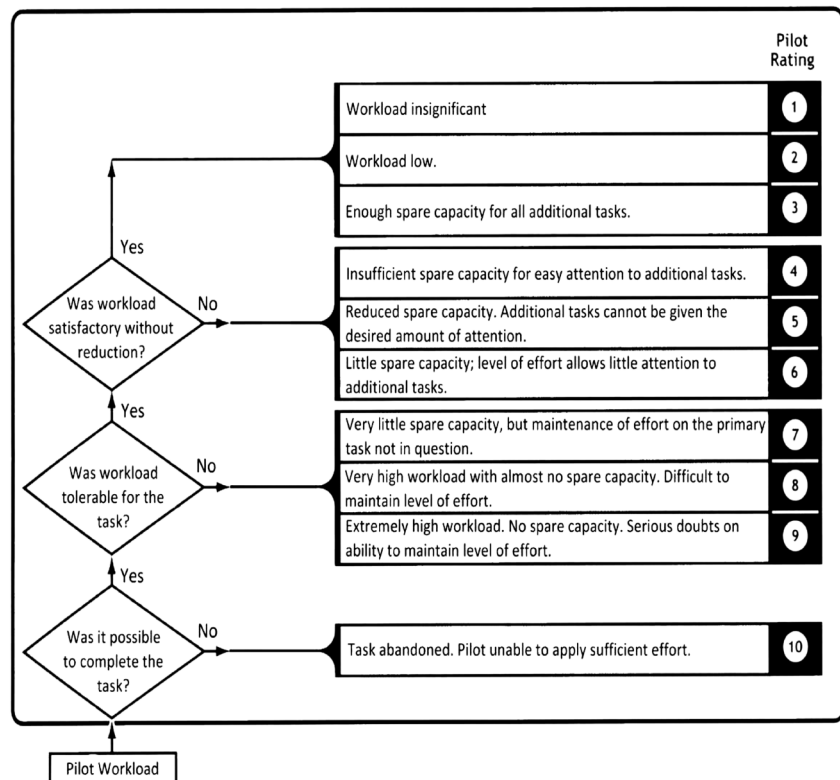 Pilot
Rating
Workload insignificant
1
Workload low.
2
Enough spare capacity for all additional tasks.
3
Yes
Was workload
satisfactory without
reduction?
No
Insufficient spare capacity for easy attention to additional tasks.
4
Reduced spare capacity. Additional tasks cannot be given the
desired amount of attention.
5
Little spare capacity; level of effort allows little attention to
additional tasks.
6
Yes
Was workload
tolerable for the
task?
No
Very little spare capacity, but maintenance of effort on the primary
task not in question.
7
Very high workload with almost no spare capacity. Difficult to
maintain level of effort.
8
Extremely high workload. No spare capacity. Serious doubts on
ability to maintain level of effort.
9
Yes
Was it possible
to complete the
task?
No
Task abandoned. Pilot unable to apply sufficient effort.
10
Pilot Workload